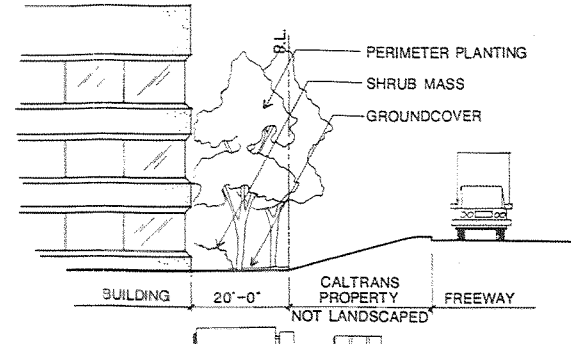 P.L.
PERIMETER PLANTING
SHRUB MASS
GROUNDCOVER
BUILDING
20'-0"
CALTRANS
PROPERTY
NOT LANDSCAPED
FREEWAY